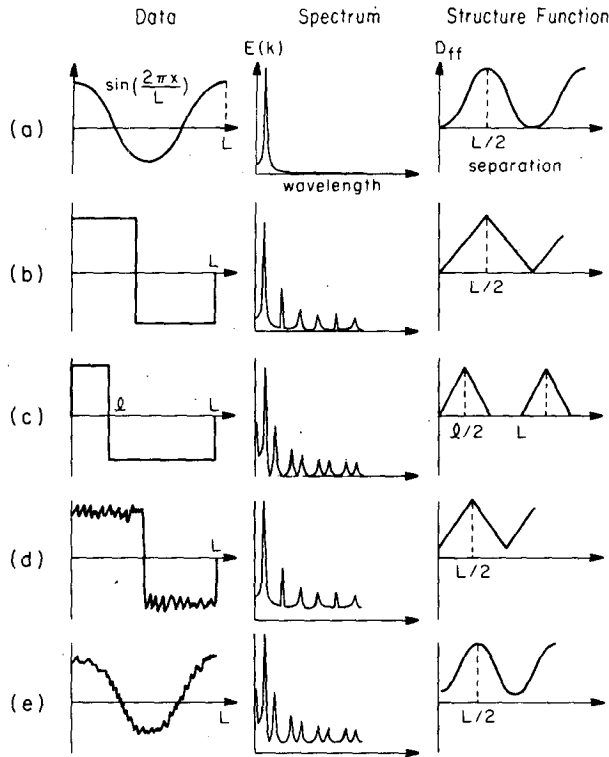 Data Spectrum Structure Function
E(k) D_ff
sin(2πx/L)
(a)
L
L/2
wavelength
separation
(b)
L
L/2
(c)
ℓ
L
ℓ/2 L
(d)
L
L/2
(e)
L
L/2